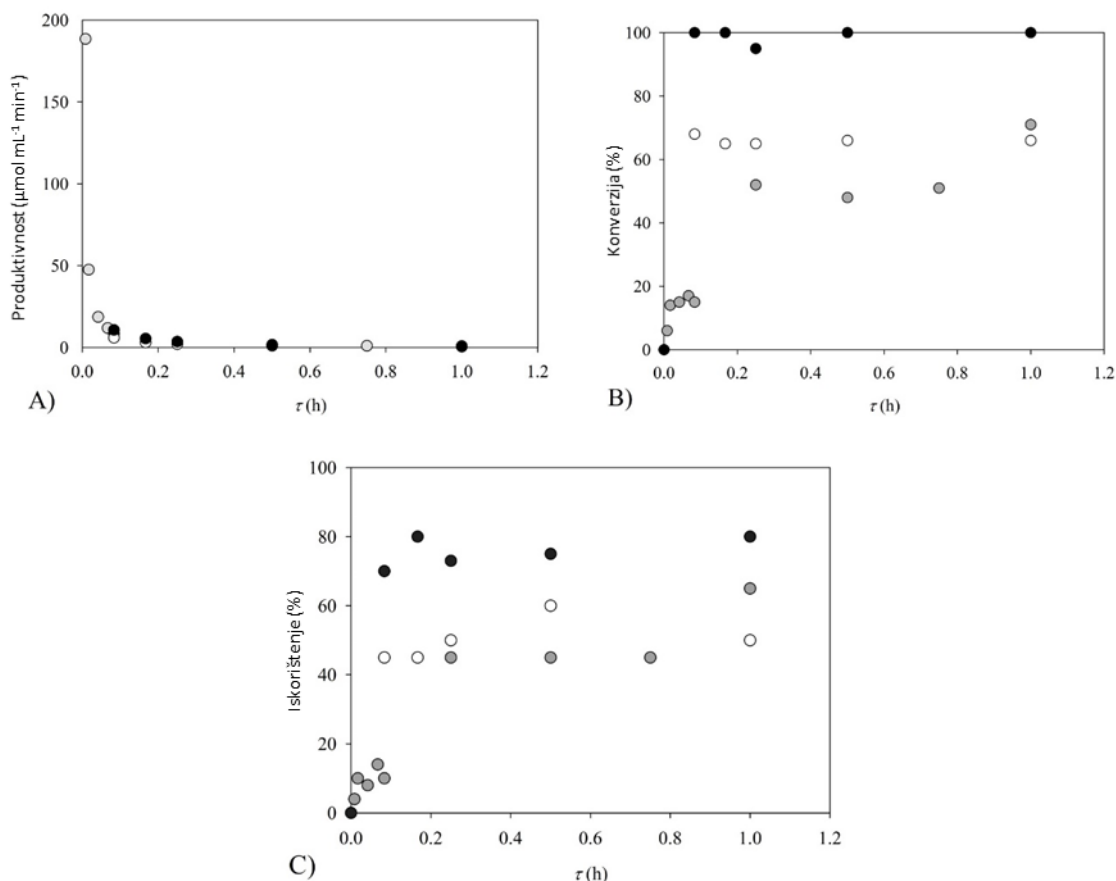 200
150
100
50
0
Produktivnost (µmol mL⁻¹ min⁻¹)
0.0 0.2 0.4 0.6 0.8 1.0 1.2
τ (h)
A)
100
80
60
40
20
0
Konverzija (%)
0.0 0.2 0.4 0.6 0.8 1.0 1.2
τ (h)
B)
100
80
60
40
20
0
Iskorištenje (%)
0.0 0.2 0.4 0.6 0.8 1.0 1.2
τ (h)
C)